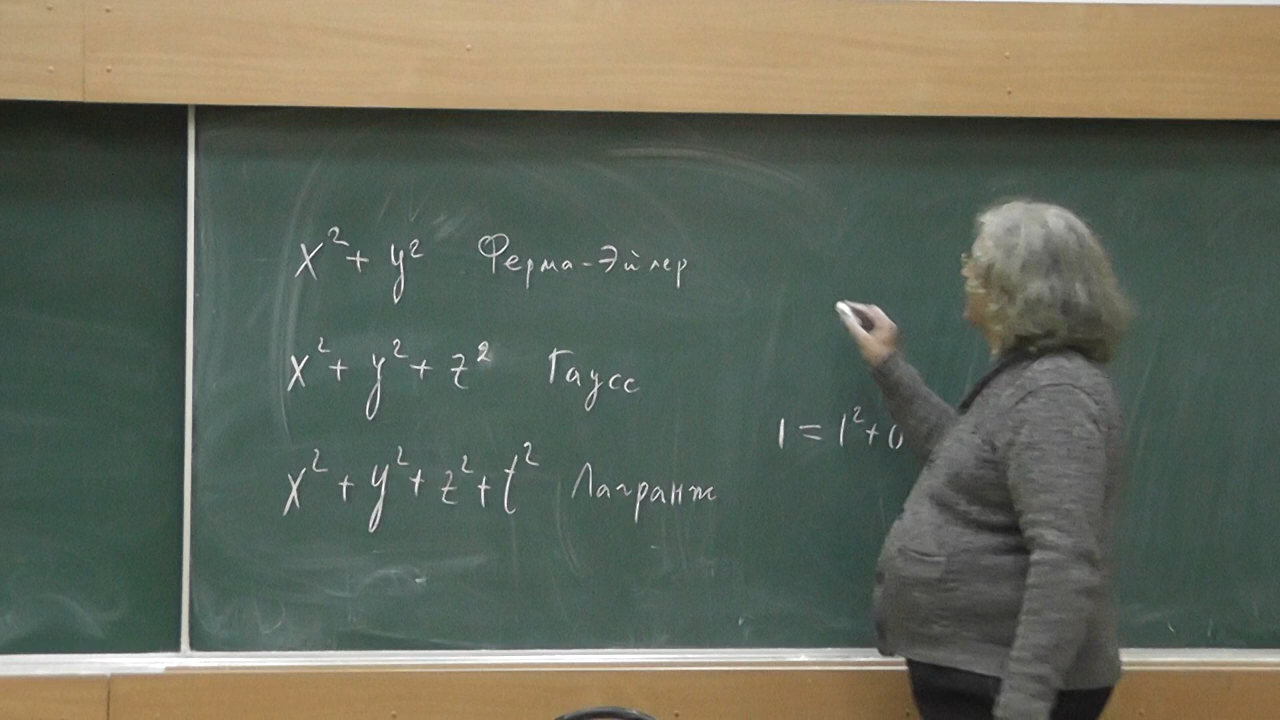 x² + y² Ферма-Эйлер
x² + y² + z² Гаусс
x² + y² + z² + t² Лагранж
1 = 1² + 0